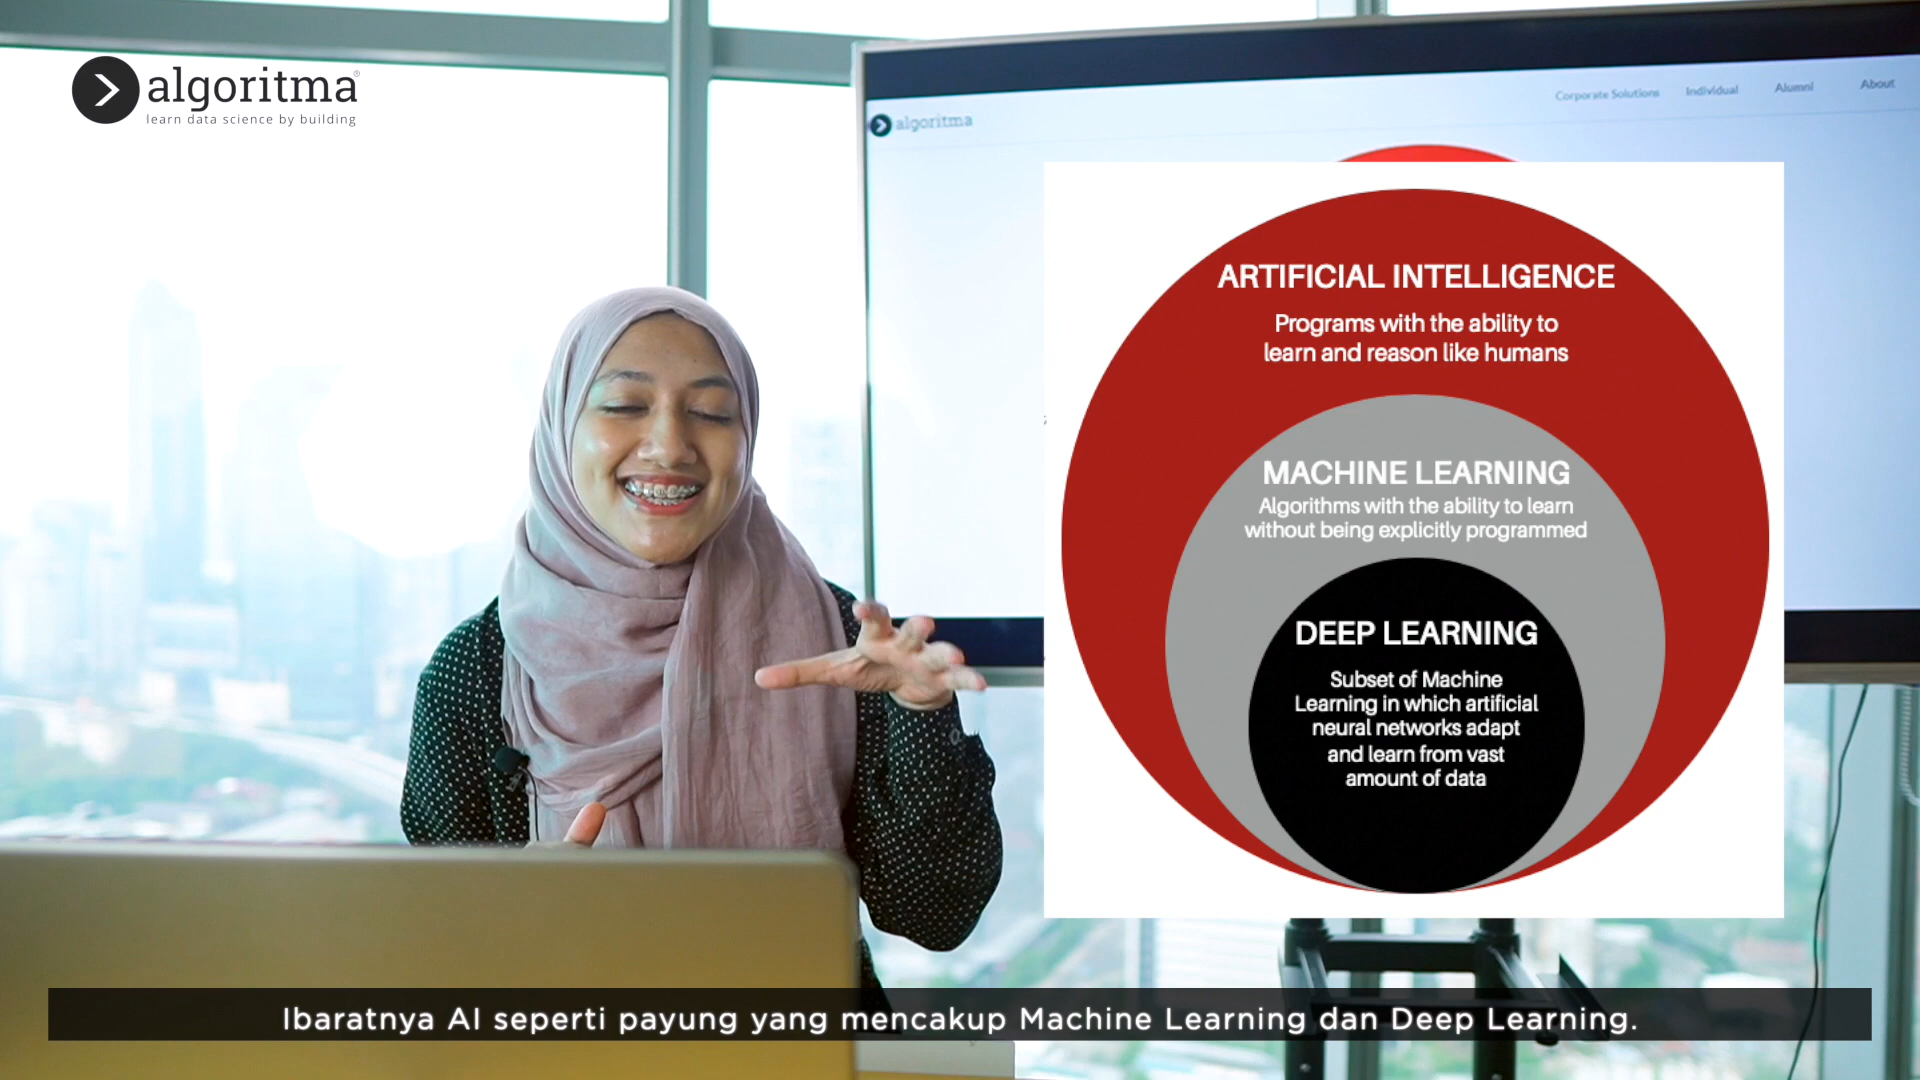 algoritma®
learn data science by building
Corporate Solutions Individual Alumni About
algoritma
ARTIFICIAL INTELLIGENCE
Programs with the ability to
learn and reason like humans
MACHINE LEARNING
Algorithms with the ability to learn
without being explicitly programmed
DEEP LEARNING
Subset of Machine
Learning in which artificial
neural networks adapt
and learn from vast
amount of data
Ibaratnya AI seperti payung yang mencakup Machine Learning dan Deep Learning.